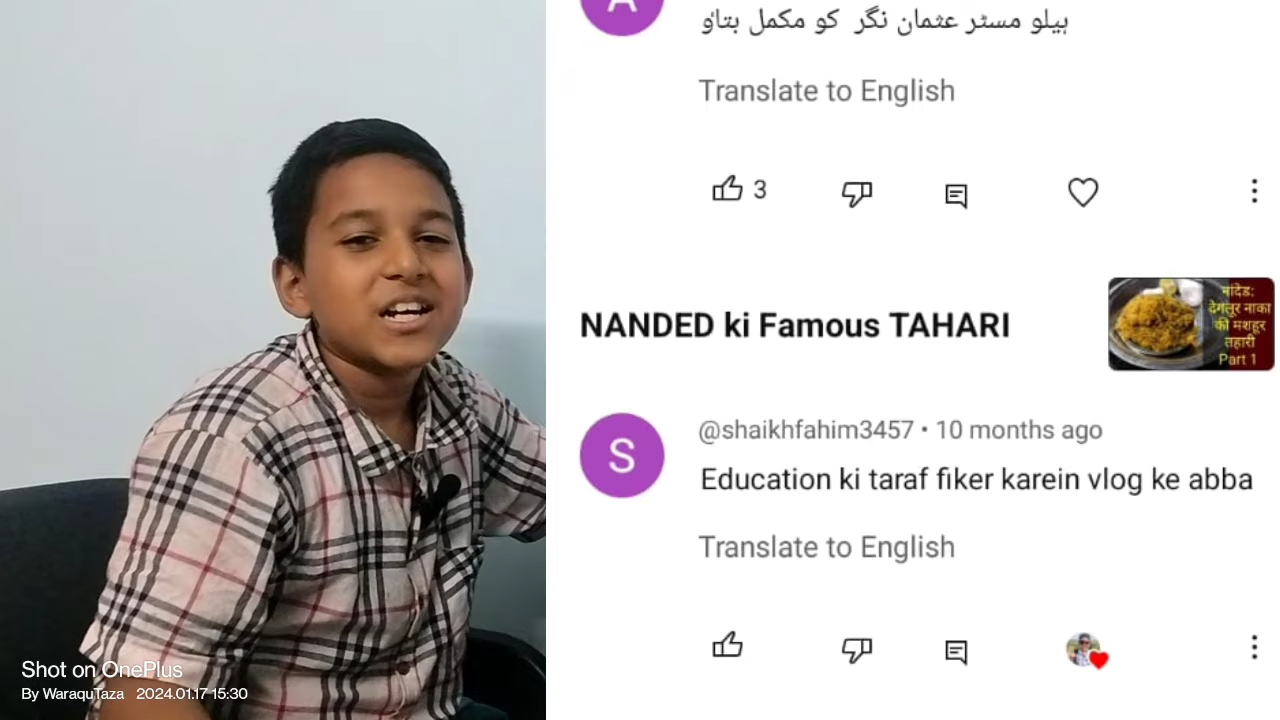 A
ہیلو مسٹر عثمان نگر کو مکمل بتاؤ
Translate to English
3
NANDED ki Famous TAHARI
नांदेड:
देगलूर नाका
की मशहूर
तहारी
Part 1
S
@shaikhfahim3457 • 10 months ago
Education ki taraf fiker karein vlog ke abba
Translate to English
Shot on OnePlus
By WaraquTaza 2024.01.17 15:30